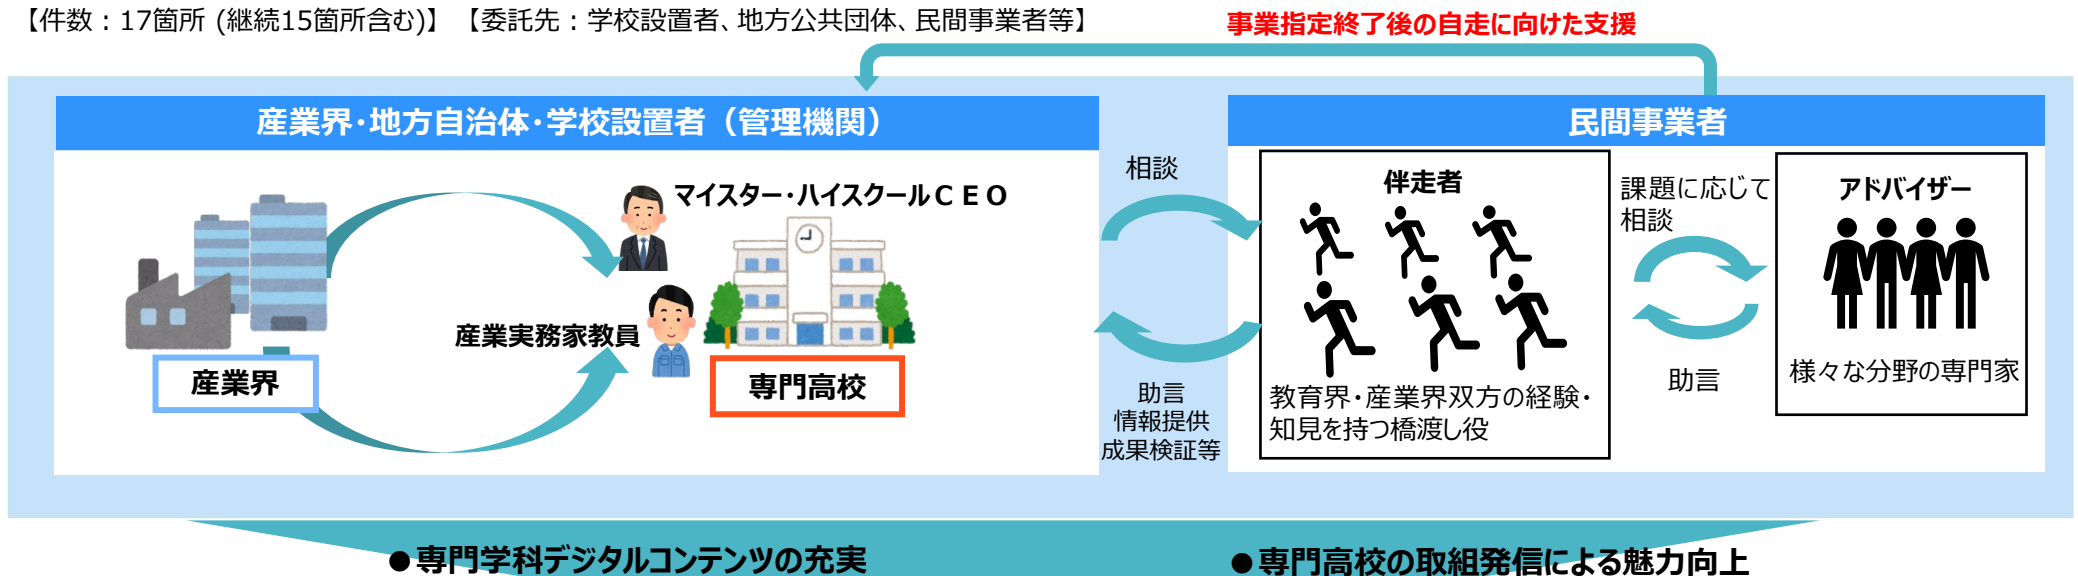 【件数：17箇所 (継続15箇所含む)】 【委託先：学校設置者、地方公共団体、民間事業者等】
事業指定終了後の自走に向けた支援
産業界･地方自治体･学校設置者（管理機関）
マイスター･ハイスクールＣＥＯ
産業実務家教員
産業界
専門高校
相談
助言
情報提供
成果検証等
民間事業者
伴走者
教育界･産業界双方の経験･
知見を持つ橋渡し役
課題に応じて
相談
助言
アドバイザー
様々な分野の専門家
●専門学科デジタルコンテンツの充実
●専門高校の取組発信による魅力向上